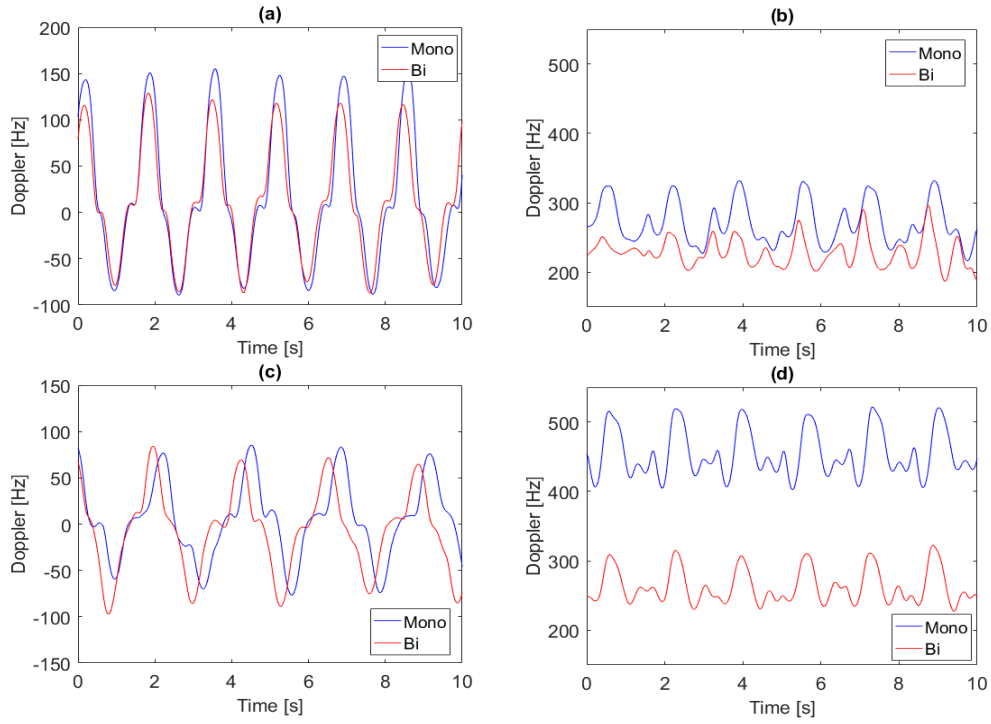 (a)
200
150
100
50
0
-50
-100
Doppler [Hz]
0 2 4 6 8 10
Time [s]
Mono
Bi
(b)
500
400
300
200
Doppler [Hz]
0 2 4 6 8 10
Time [s]
Mono
Bi
(c)
150
100
50
0
-50
-100
-150
Doppler [Hz]
0 2 4 6 8 10
Time [s]
Mono
Bi
(d)
500
400
300
200
Doppler [Hz]
0 2 4 6 8 10
Time [s]
Mono
Bi